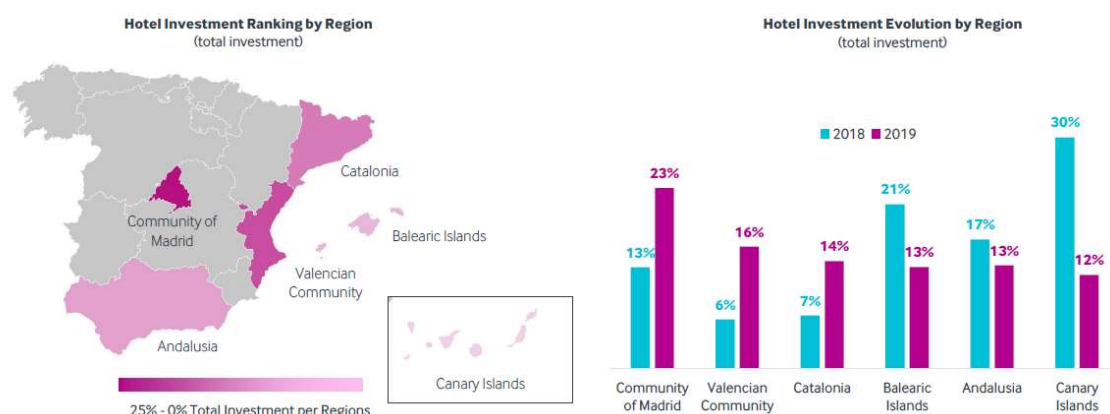 Hotel Investment Ranking by Region
(total investment)
Catalonia
Community of
Madrid
Balearic Islands
Valencian
Community
Andalusia
Canary Islands
25% - 0% Total Investment per Regions
Hotel Investment Evolution by Region
(total investment)
2018 2019
13% 23%
6% 16%
7% 14%
21% 13%
17% 13%
30% 12%
Community
of Madrid
Valencian
Community
Catalonia
Balearic
Islands
Andalusia
Canary
Islands